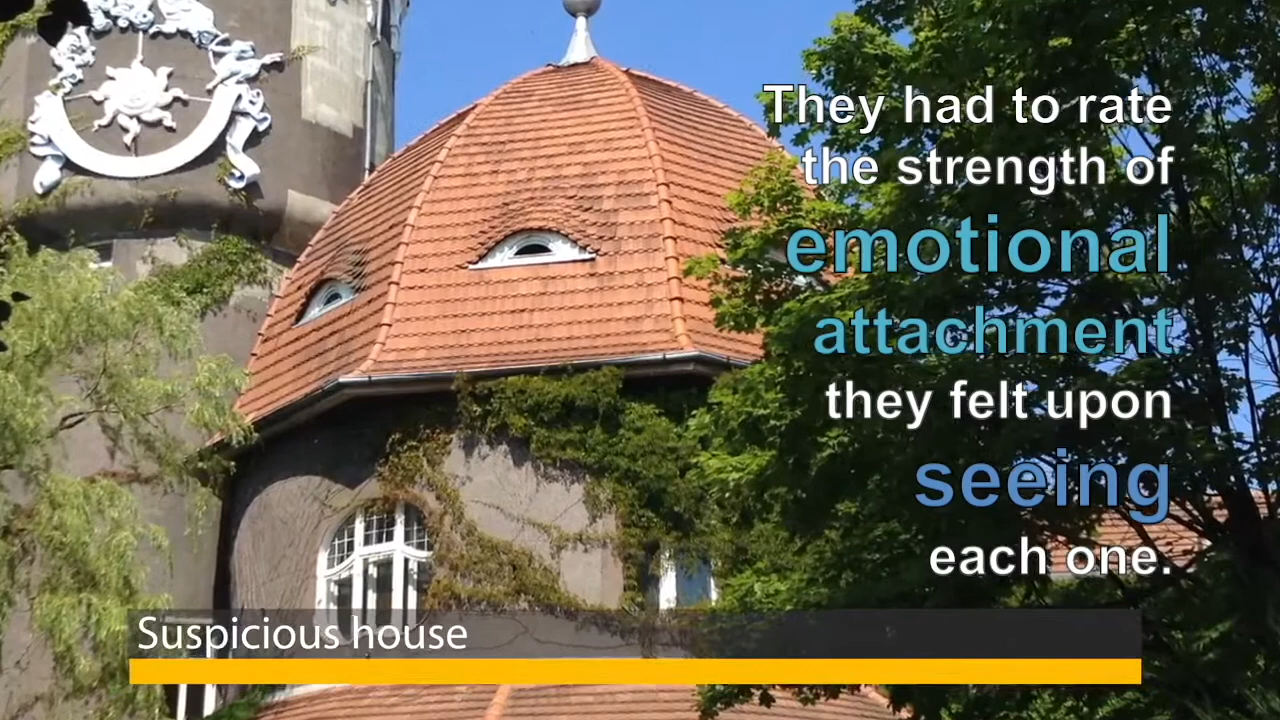 They had to rate
the strength of
emotional
attachment
they felt upon
seeing
each one.
Suspicious house